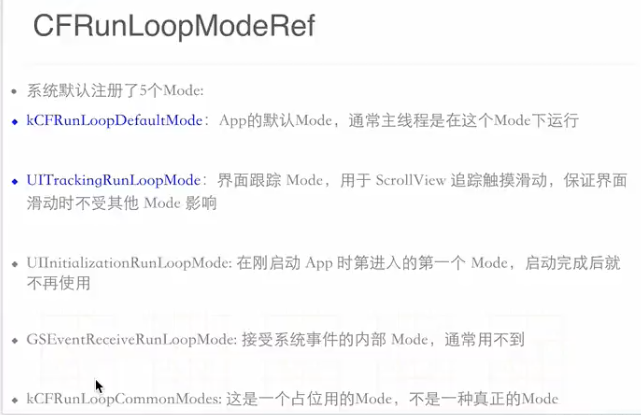 CFRunLoopModeRef
系统默认注册了5个Mode:
kCFRunLoopDefaultMode：App的默认Mode，通常主线程是在这个Mode下运行
UITrackingRunLoopMode：界面跟踪 Mode，用于 ScrollView 追踪触摸滑动，保证界面
滑动时不受其他 Mode 影响
UIInitializationRunLoopMode: 在刚启动 App 时第进入的第一个 Mode，启动完成后就
不再使用
GSEventReceiveRunLoopMode: 接受系统事件的内部 Mode，通常用不到
kCFRunLoopCommonModes: 这是一个占位用的Mode，不是一种真正的Mode